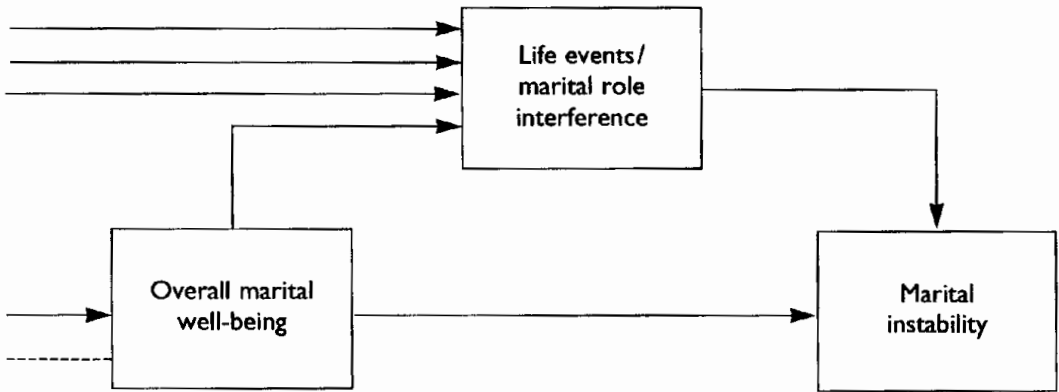 Life events/
marital role
interference
Overall marital
well-being
Marital
instability